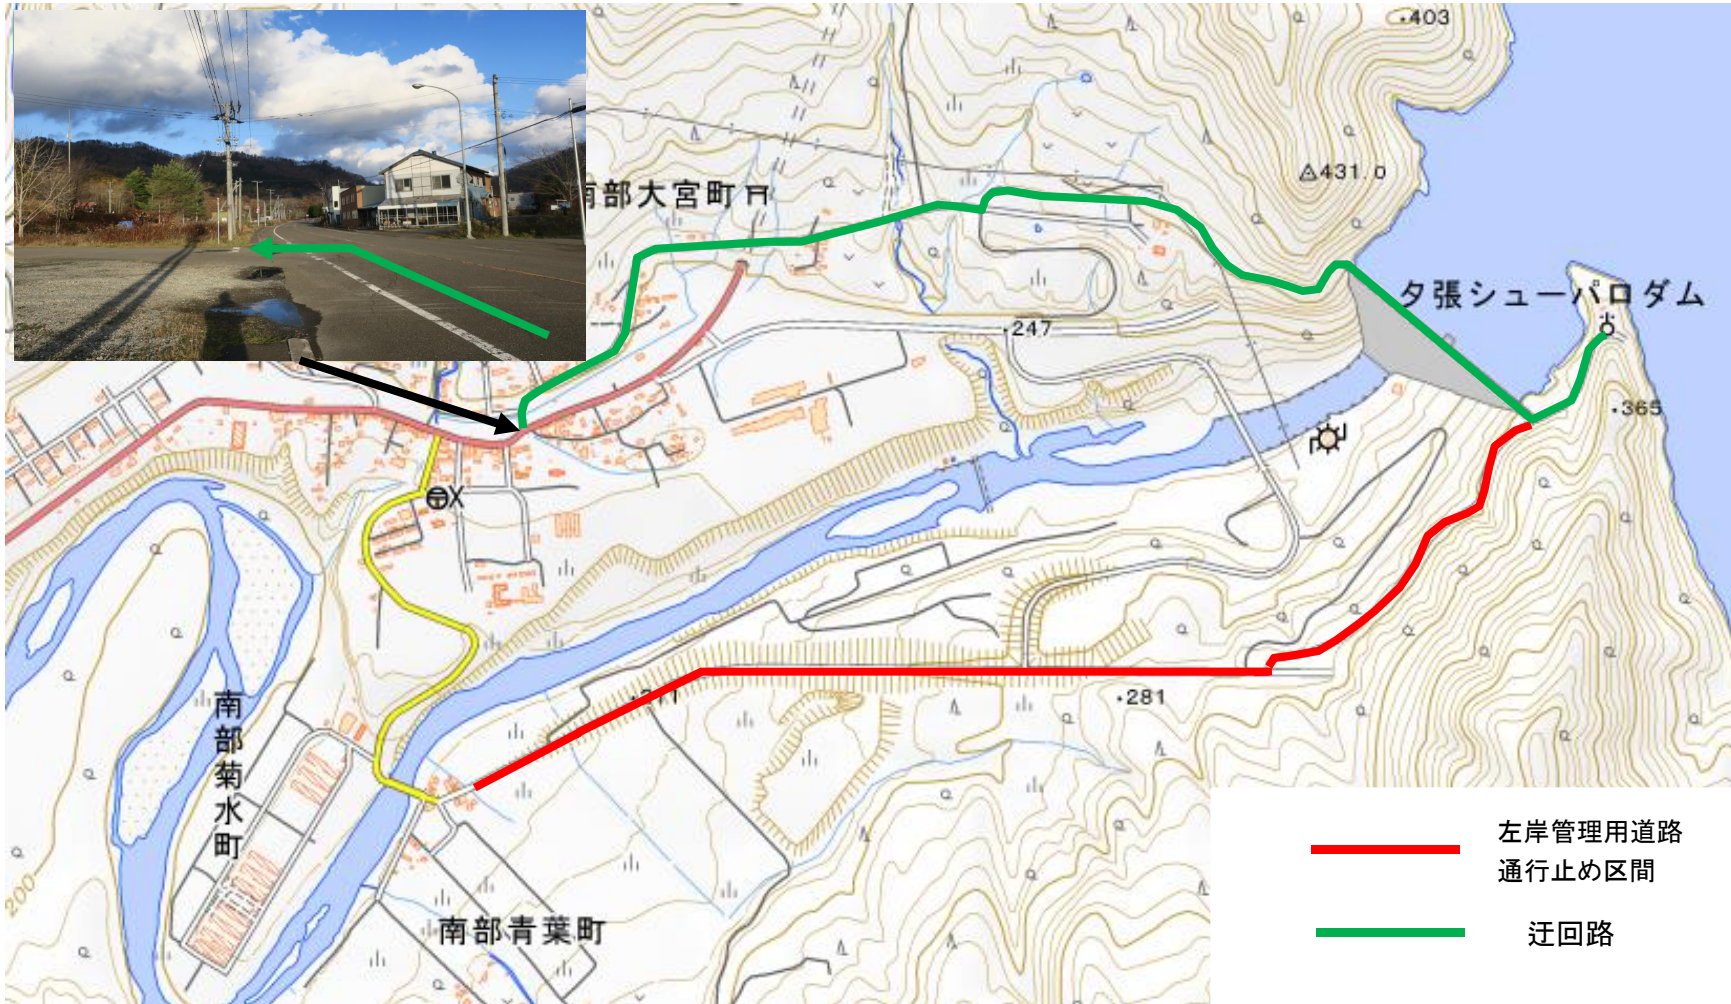 403
431.0
南部大宮町
夕張シューパロダム
247
365
281
南部菊水町
200
南部青葉町
左岸管理用道路
通行止め区間
迂回路